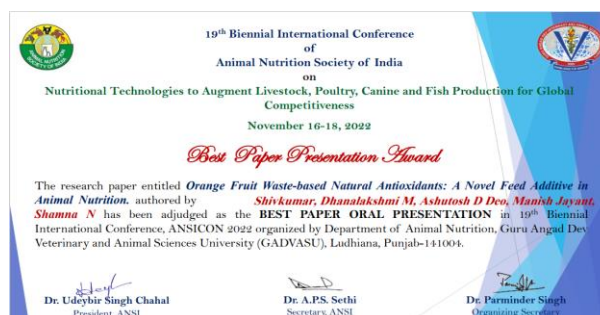 19th Biennial International Conference
of
Animal Nutrition Society of India
on
Nutritional Technologies to Augment Livestock, Poultry, Canine and Fish Production for Global
Competitiveness
November 16-18, 2022
Best Paper Presentation Award
The research paper entitled Orange Fruit Waste-based Natural Antioxidants: A Novel Feed Additive in
Animal Nutrition, authored by Shivkumar, Dhanalakshmi M, Ashutosh D Deo, Manish Jayant,
Shamna N has been adjudged as the BEST PAPER ORAL PRESENTATION in 19th Biennial
International Conference, ANSICON 2022 organized by Department of Animal Nutrition, Guru Angad Dev
Veterinary and Animal Sciences University (GADVASU), Ludhiana, Punjab-141004.
Dr. Udeybir Singh Chahal Dr. A.P.S. Sethi Dr. Parminder Singh
President, ANSI Secretary, ANSI Organizing Secretary